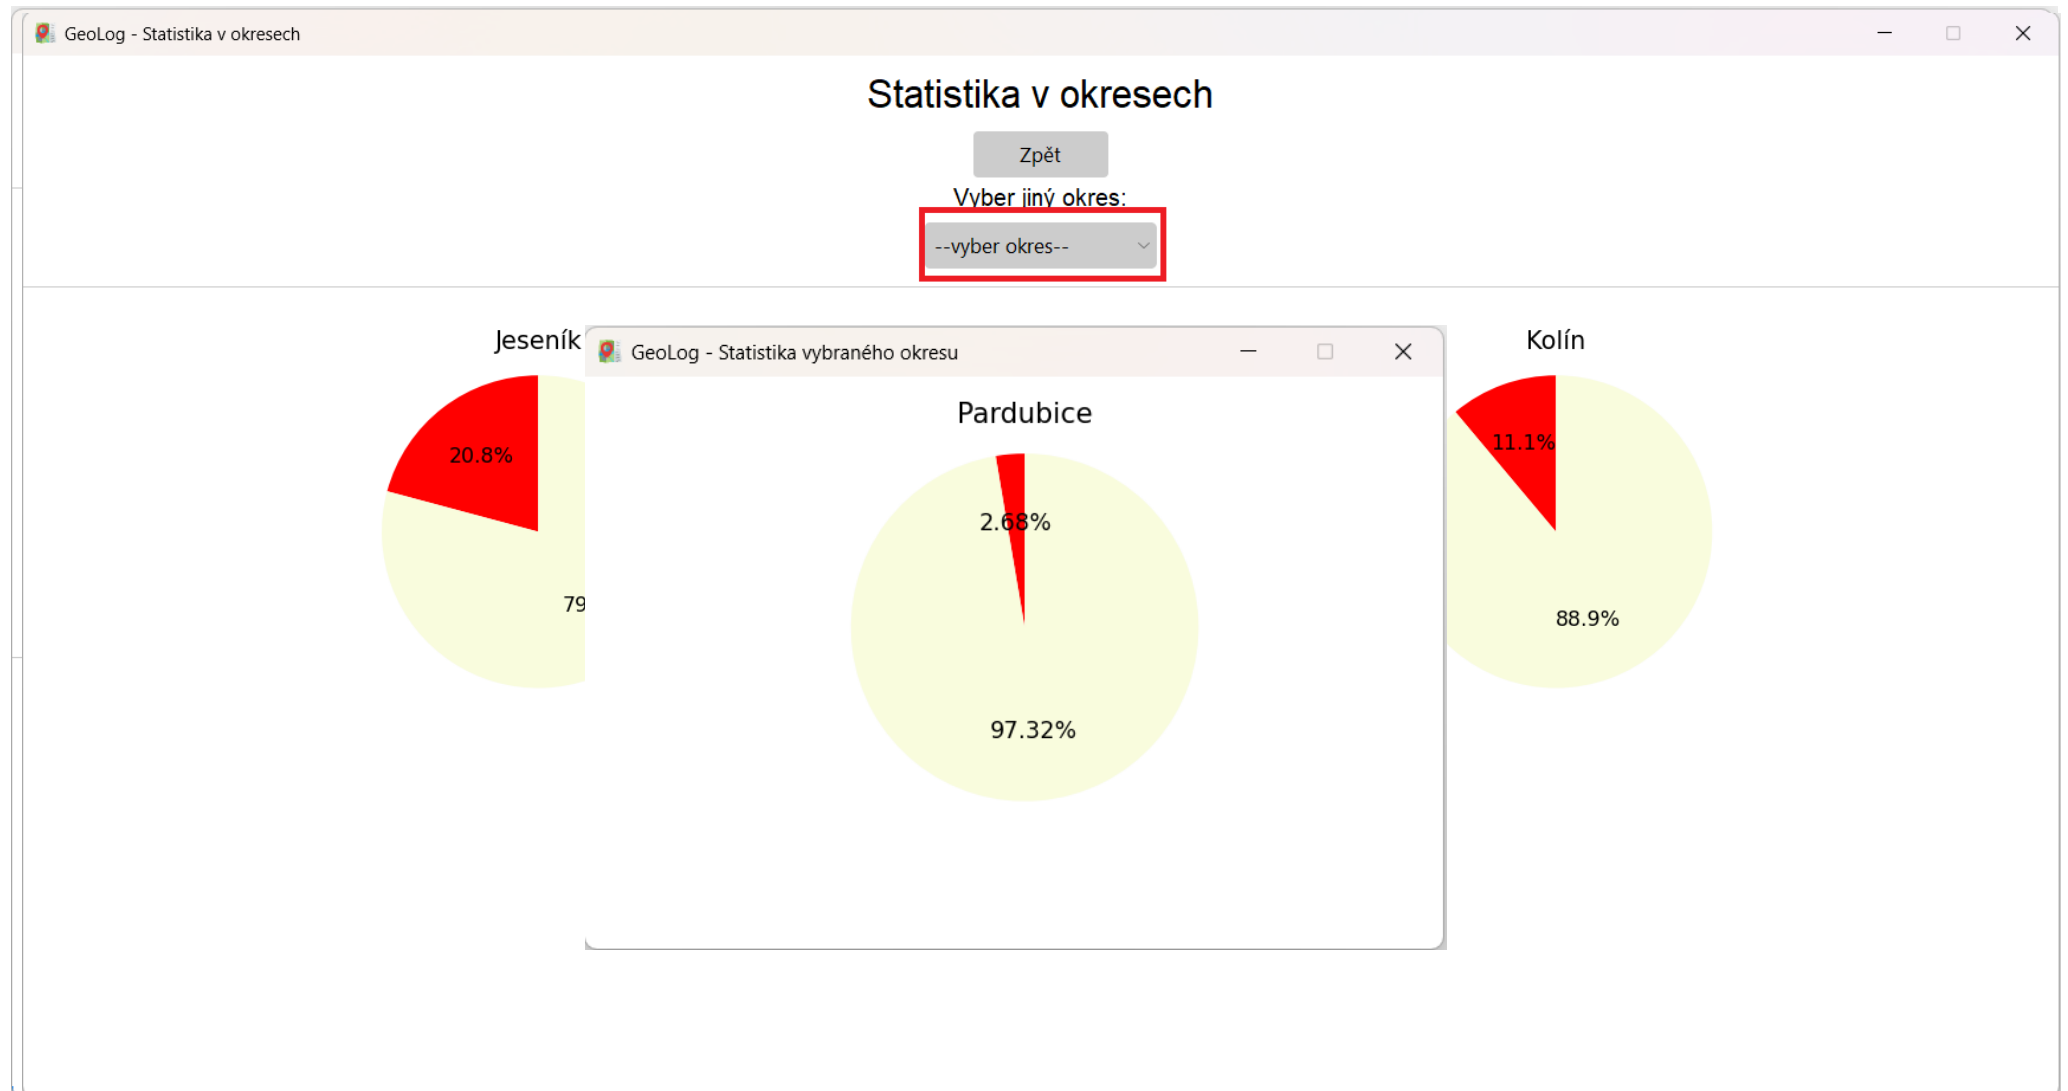 GeoLog - Statistika v okresech
Statistika v okresech
Zpět
Vyber jiný okres:
--vyber okres--
Jeseník
20.8%
79
GeoLog - Statistika vybraného okresu
Pardubice
2.68%
97.32%
Kolín
11.1%
88.9%